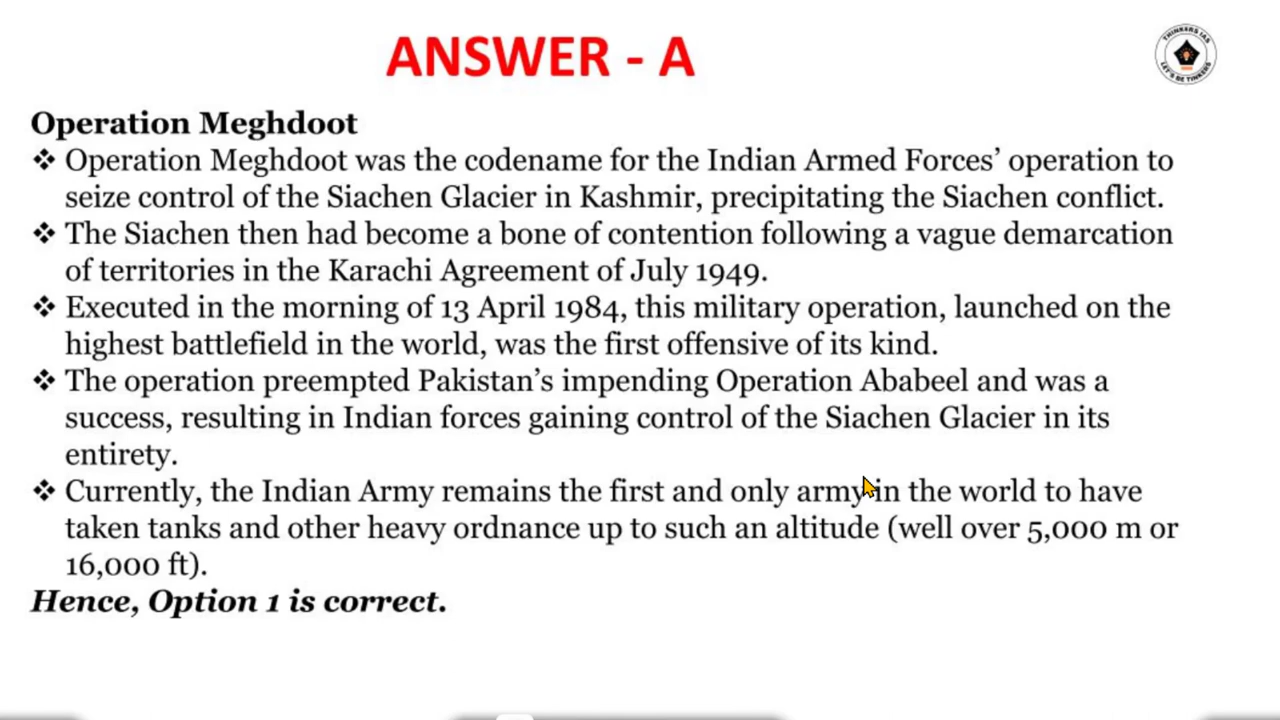 ANSWER - A
THINKERS IAS
LET'S BE THINKERS
Operation Meghdoot
❖ Operation Meghdoot was the codename for the Indian Armed Forces’ operation to
seize control of the Siachen Glacier in Kashmir, precipitating the Siachen conflict.
❖ The Siachen then had become a bone of contention following a vague demarcation
of territories in the Karachi Agreement of July 1949.
❖ Executed in the morning of 13 April 1984, this military operation, launched on the
highest battlefield in the world, was the first offensive of its kind.
❖ The operation preempted Pakistan’s impending Operation Ababeel and was a
success, resulting in Indian forces gaining control of the Siachen Glacier in its
entirety.
❖ Currently, the Indian Army remains the first and only army in the world to have
taken tanks and other heavy ordnance up to such an altitude (well over 5,000 m or
16,000 ft).
Hence, Option 1 is correct.